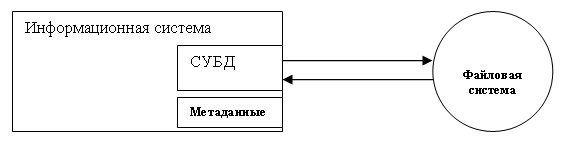 Информационная система
СУБД
Метаданные
Файловая
система